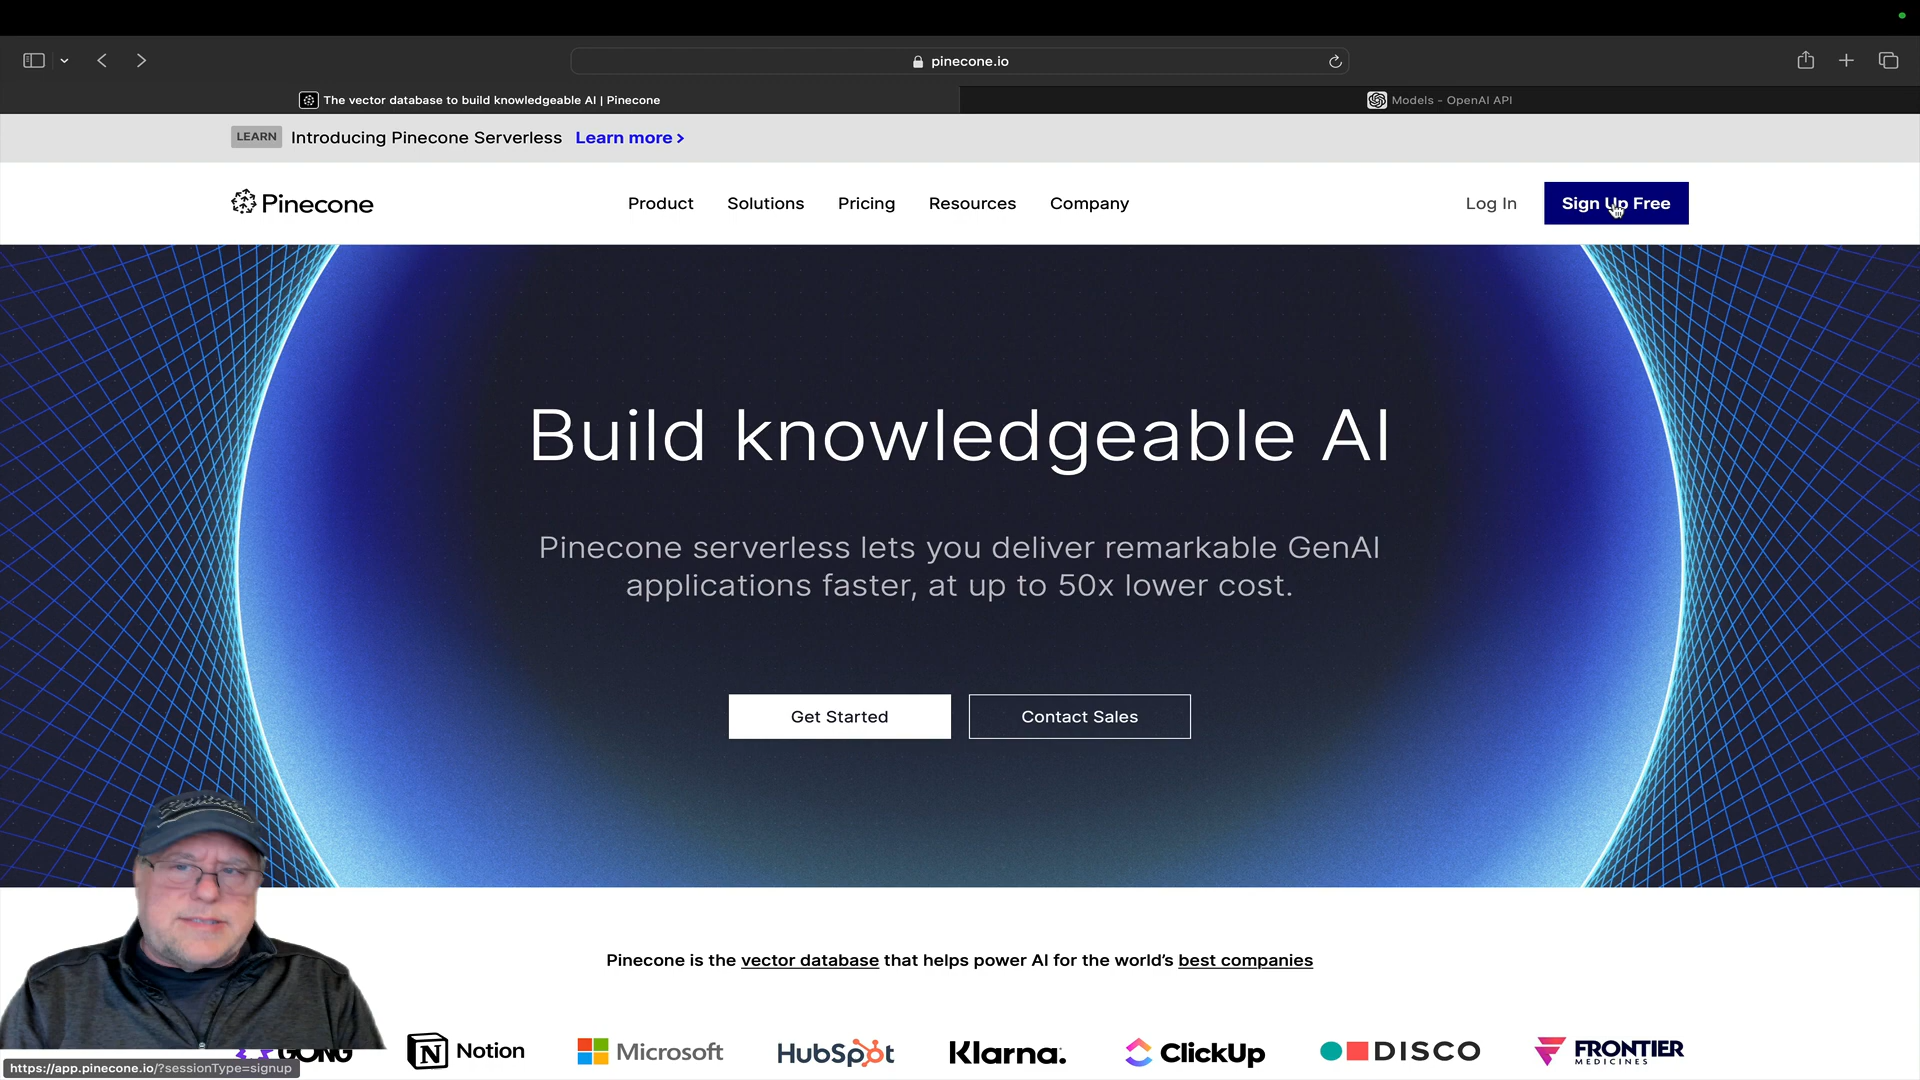 pinecone.io
The vector database to build knowledgeable AI | Pinecone
Models - OpenAI API
LEARN
Introducing Pinecone Serverless Learn more >
Pinecone
Product
Solutions
Pricing
Resources
Company
Log In
Sign Up Free
Build knowledgeable AI
Pinecone serverless lets you deliver remarkable GenAI
applications faster, at up to 50x lower cost.
Get Started
Contact Sales
Pinecone is the vector database that helps power AI for the world's best companies
GONG
Notion
Microsoft
HubSpot
Klarna.
ClickUp
DISCO
FRONTIER
MEDICINES
https://app.pinecone.io/?sessionType=signup